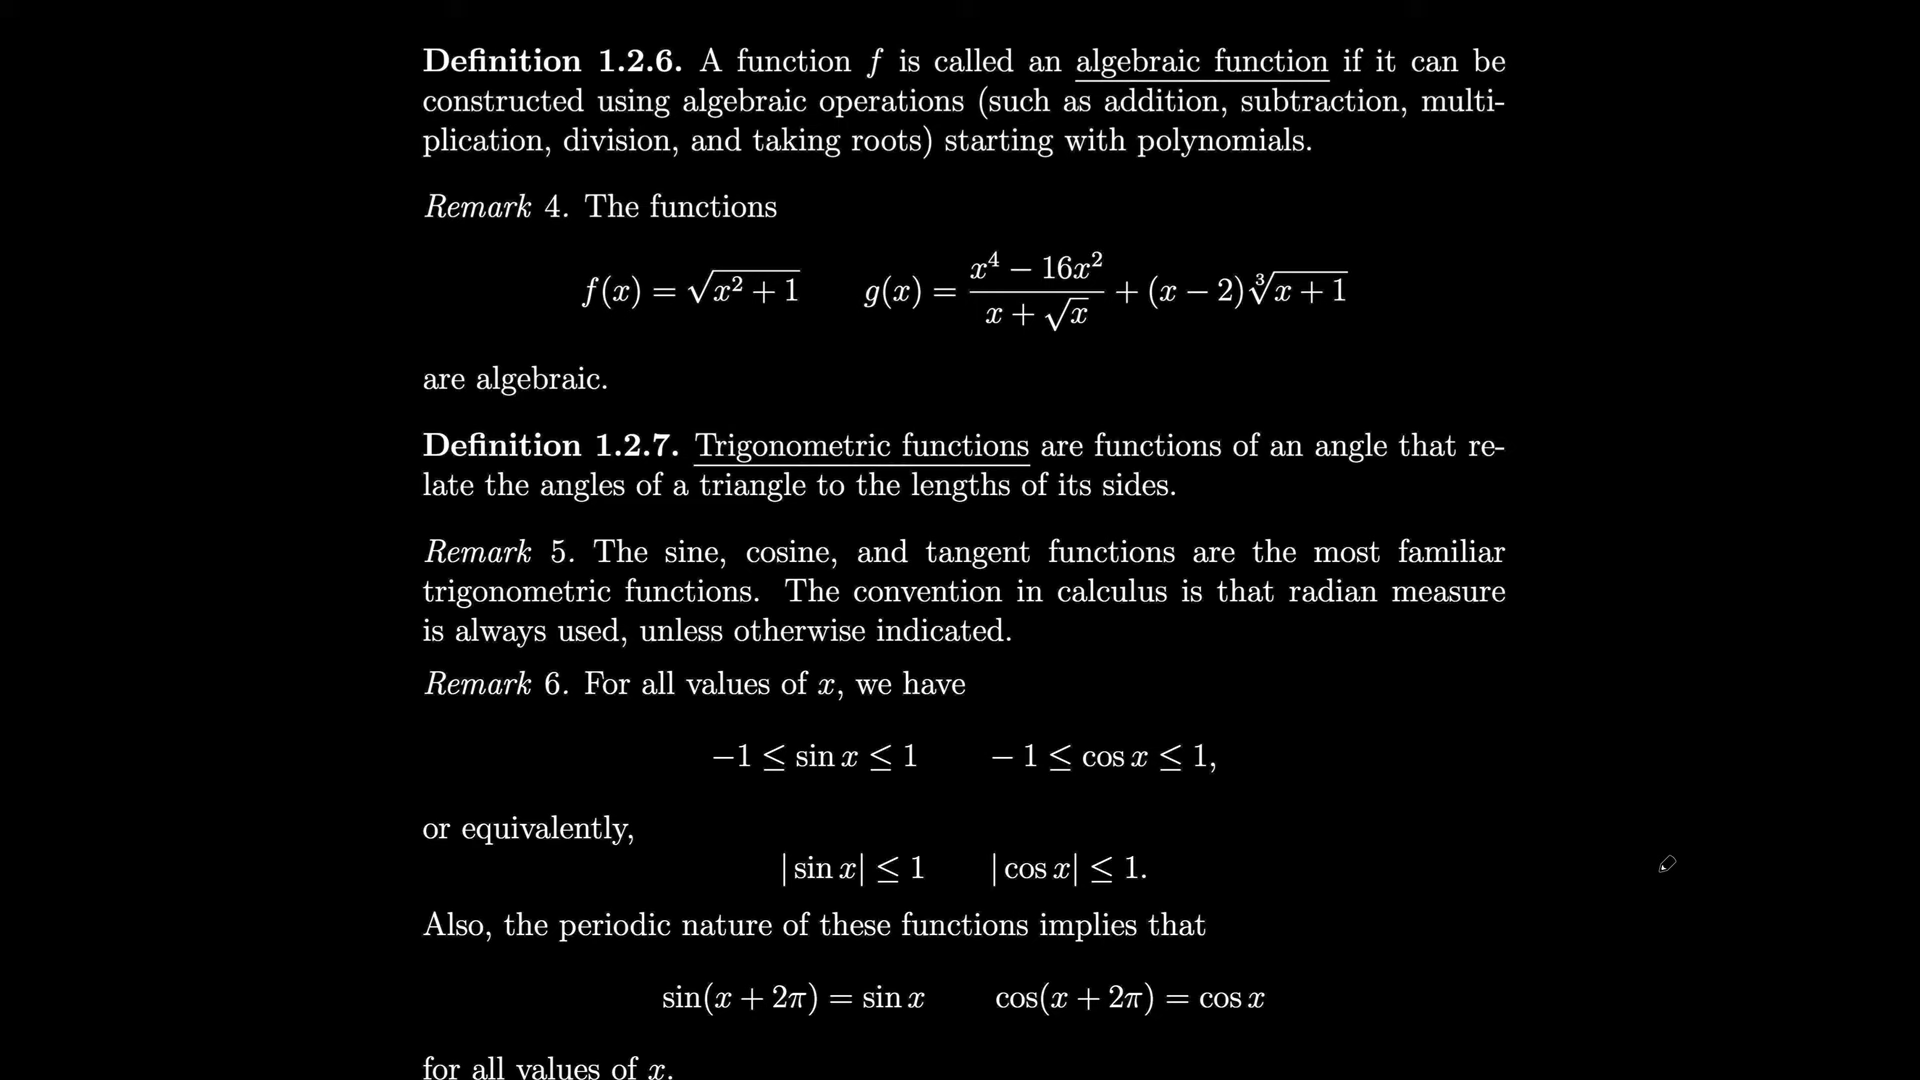 Definition 1.2.6. A function f is called an algebraic function if it can be
constructed using algebraic operations (such as addition, subtraction, multi-
plication, division, and taking roots) starting with polynomials.
Remark 4. The functions
f(x) = √(x² + 1)    g(x) = (x⁴ − 16x²)/(x + √x) + (x − 2)∛(x + 1)
are algebraic.
Definition 1.2.7. Trigonometric functions are functions of an angle that re-
late the angles of a triangle to the lengths of its sides.
Remark 5. The sine, cosine, and tangent functions are the most familiar
trigonometric functions. The convention in calculus is that radian measure
is always used, unless otherwise indicated.
Remark 6. For all values of x, we have
−1 ≤ sin x ≤ 1    − 1 ≤ cos x ≤ 1,
or equivalently,
| sin x| ≤ 1    | cos x| ≤ 1.
Also, the periodic nature of these functions implies that
sin(x + 2π) = sin x    cos(x + 2π) = cos x
for all values of x.